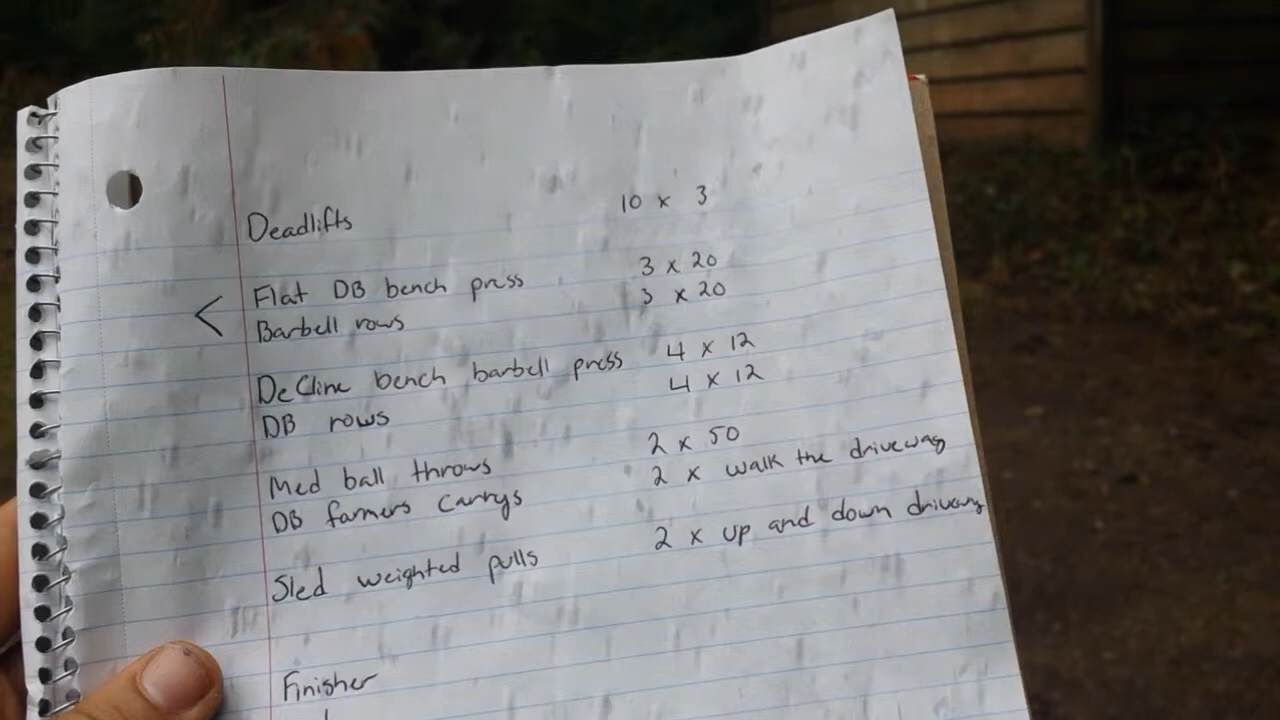 Deadlifts 10 x 3
Flat DB bench press 3 x 20
< Barbell rows 3 x 20
DeCline bench barbell press 4 x 12
DB rows 4 x 12
Med ball throws 2 x 50
DB farmers carrys 2 x walk the driveway
Sled weighted pulls 2 x up and down driveway
Finisher